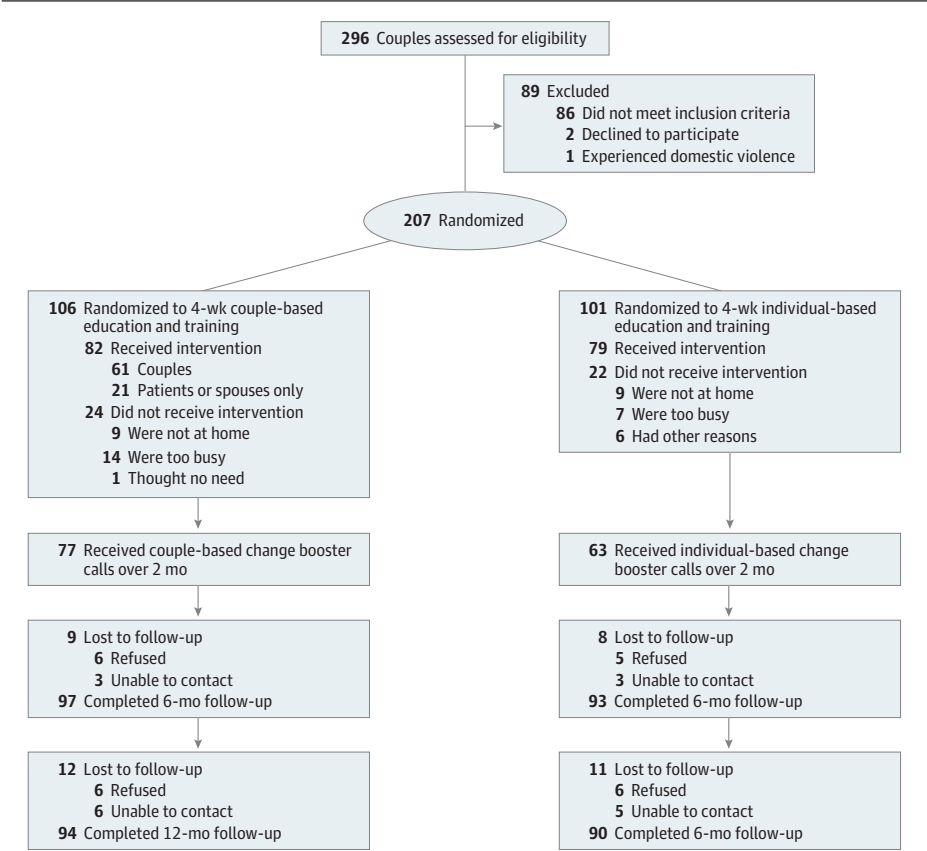 296 Couples assessed for eligibility
89 Excluded
86 Did not meet inclusion criteria
2 Declined to participate
1 Experienced domestic violence
207 Randomized
106 Randomized to 4-wk couple-based
education and training
82 Received intervention
61 Couples
21 Patients or spouses only
24 Did not receive intervention
9 Were not at home
14 Were too busy
1 Thought no need
101 Randomized to 4-wk individual-based
education and training
79 Received intervention
22 Did not receive intervention
9 Were not at home
7 Were too busy
6 Had other reasons
77 Received couple-based change booster
calls over 2 mo
63 Received individual-based change
booster calls over 2 mo
9 Lost to follow-up
6 Refused
3 Unable to contact
97 Completed 6-mo follow-up
8 Lost to follow-up
5 Refused
3 Unable to contact
93 Completed 6-mo follow-up
12 Lost to follow-up
6 Refused
6 Unable to contact
94 Completed 12-mo follow-up
11 Lost to follow-up
6 Refused
5 Unable to contact
90 Completed 6-mo follow-up